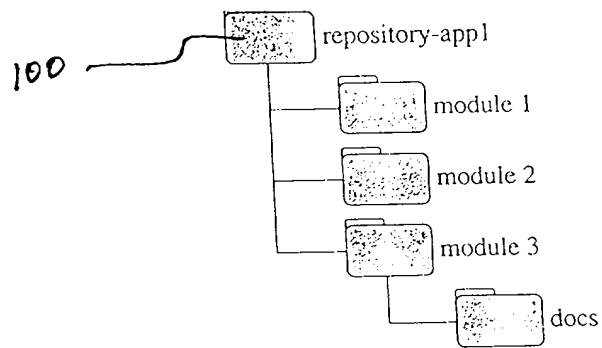 repository-app1
100
module 1
module 2
module 3
docs